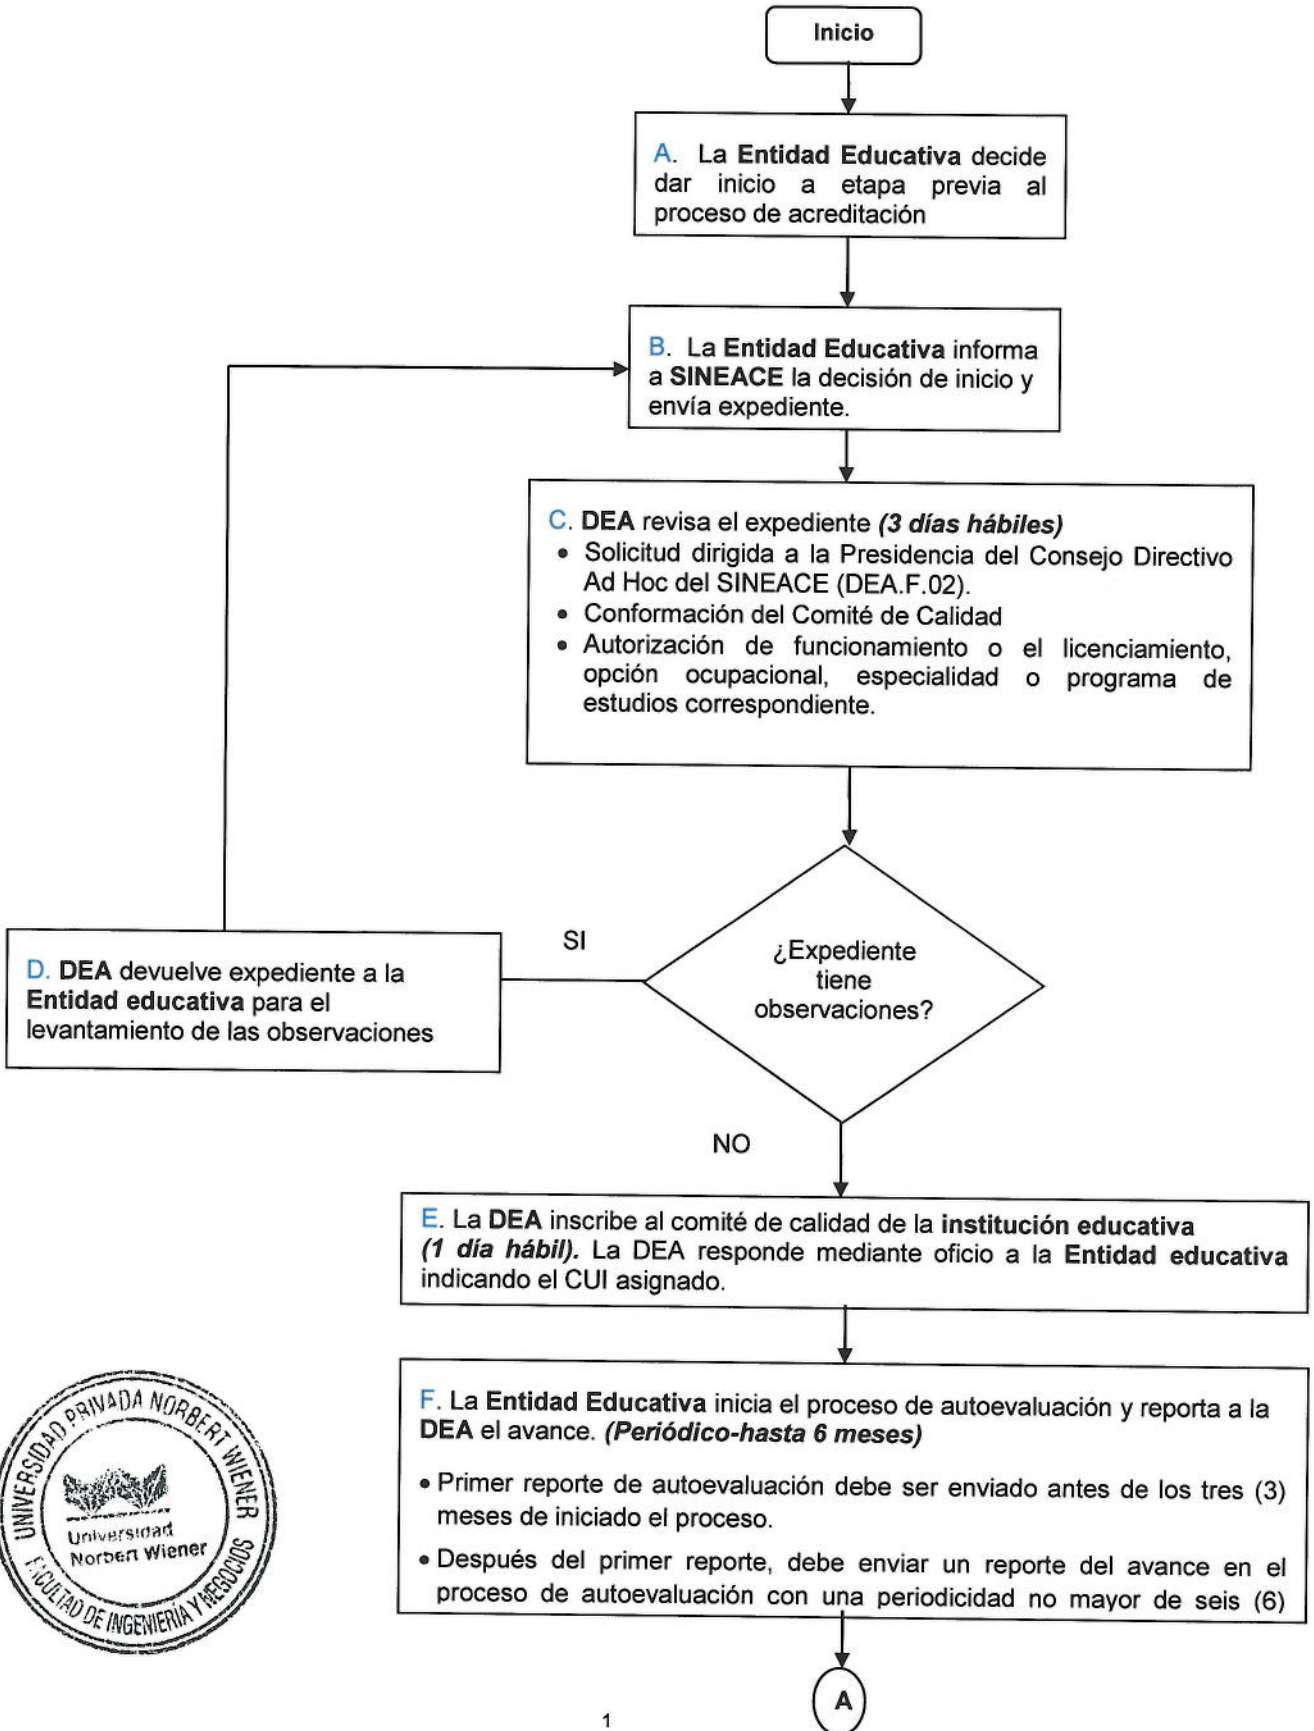 Inicio
A. La Entidad Educativa decide
dar inicio a etapa previa al
proceso de acreditación
B. La Entidad Educativa informa
a SINEACE la decisión de inicio y
envía expediente.
C. DEA revisa el expediente (3 días hábiles)
• Solicitud dirigida a la Presidencia del Consejo Directivo
Ad Hoc del SINEACE (DEA.F.02).
• Conformación del Comité de Calidad
• Autorización de funcionamiento o el licenciamiento,
opción ocupacional, especialidad o programa de
estudios correspondiente.
¿Expediente
tiene
observaciones?
SI
D. DEA devuelve expediente a la
Entidad educativa para el
levantamiento de las observaciones
NO
E. La DEA inscribe al comité de calidad de la institución educativa
(1 día hábil). La DEA responde mediante oficio a la Entidad educativa
indicando el CUI asignado.
F. La Entidad Educativa inicia el proceso de autoevaluación y reporta a la
DEA el avance. (Periódico-hasta 6 meses)
• Primer reporte de autoevaluación debe ser enviado antes de los tres (3)
meses de iniciado el proceso.
• Después del primer reporte, debe enviar un reporte del avance en el
proceso de autoevaluación con una periodicidad no mayor de seis (6)
A
UNIVERSIDAD PRIVADA NORBERT WIENER
Universidad
Norbert Wiener
FACULTAD DE INGENIERÍA Y NEGOCIOS
1